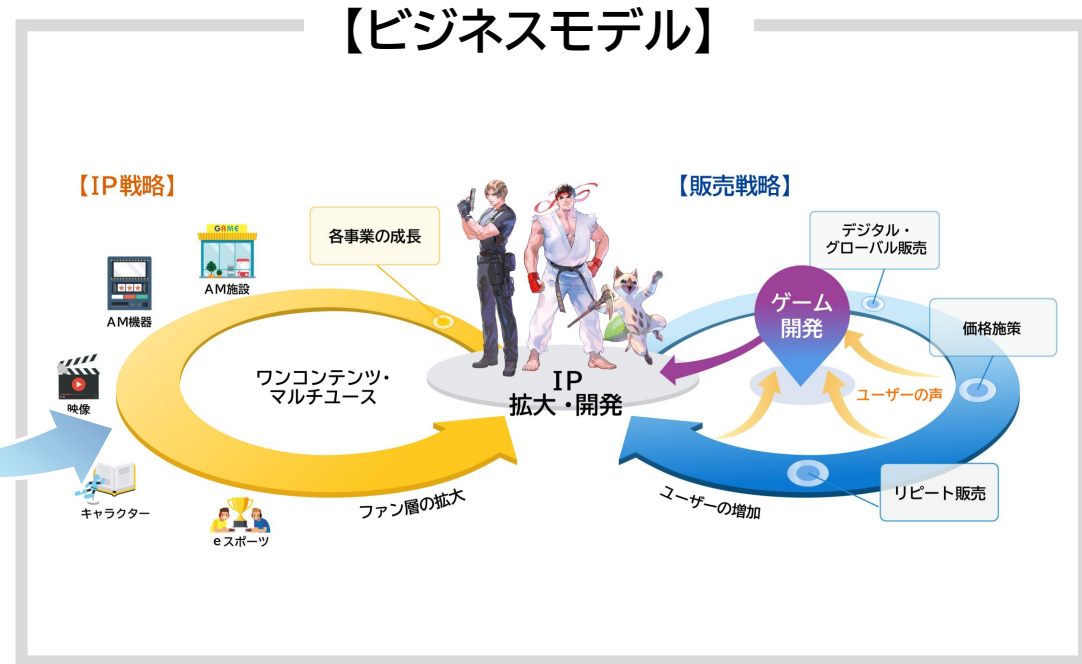 【ビジネスモデル】
【IP戦略】
【販売戦略】
各事業の成長
デジタル・
グローバル販売
GAME
AM施設
AM機器
ゲーム
開発
価格施策
映像
ワンコンテンツ・
マルチユース
IP
拡大・開発
ユーザーの声
キャラクター
eスポーツ
ファン層の拡大
ユーザーの増加
リピート販売